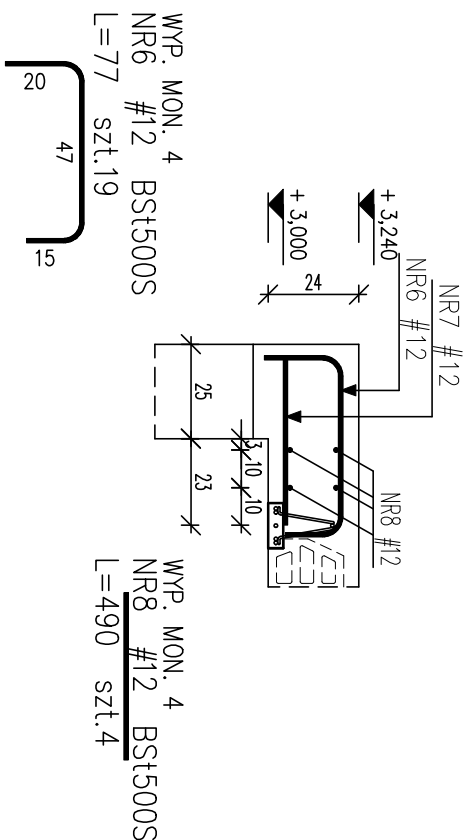 WYP. MON. 4
NR6 #12 BSt500S
L=77 szt.19
20
47
15
+ 3,240
+ 3,000
24
NR7 #12
NR6 #12
NR8 #12
25
23
3
10
10
WYP. MON. 4
NR8 #12 BSt500S
L=490 szt.4